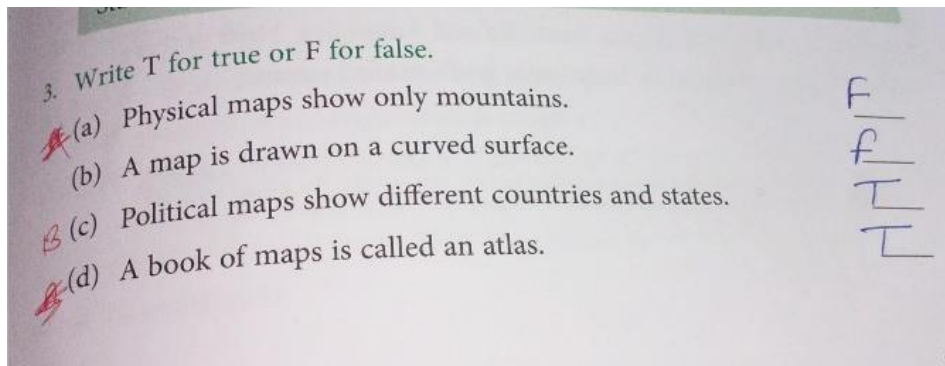 3. Write T for true or F for false.
(a) Physical maps show only mountains. F
(b) A map is drawn on a curved surface. f
B (c) Political maps show different countries and states. T
(d) A book of maps is called an atlas. T